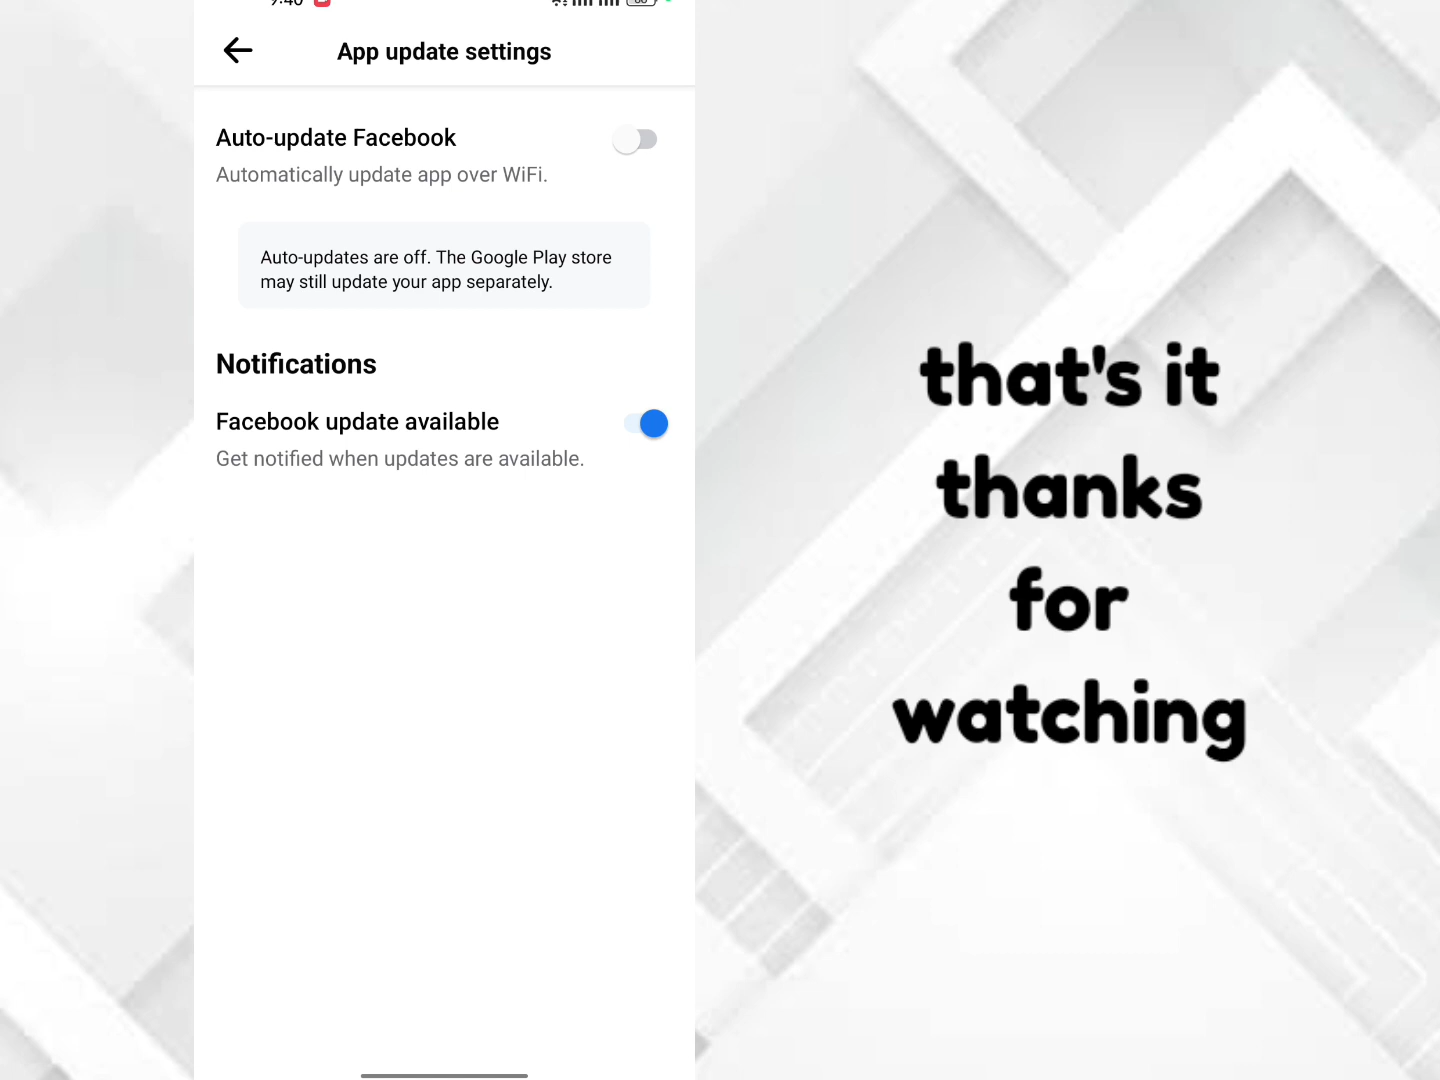 App update settings
Auto-update Facebook
Automatically update app over WiFi.
Auto-updates are off. The Google Play store
may still update your app separately.
Notifications
Facebook update available
Get notified when updates are available.
that's it
thanks
for
watching